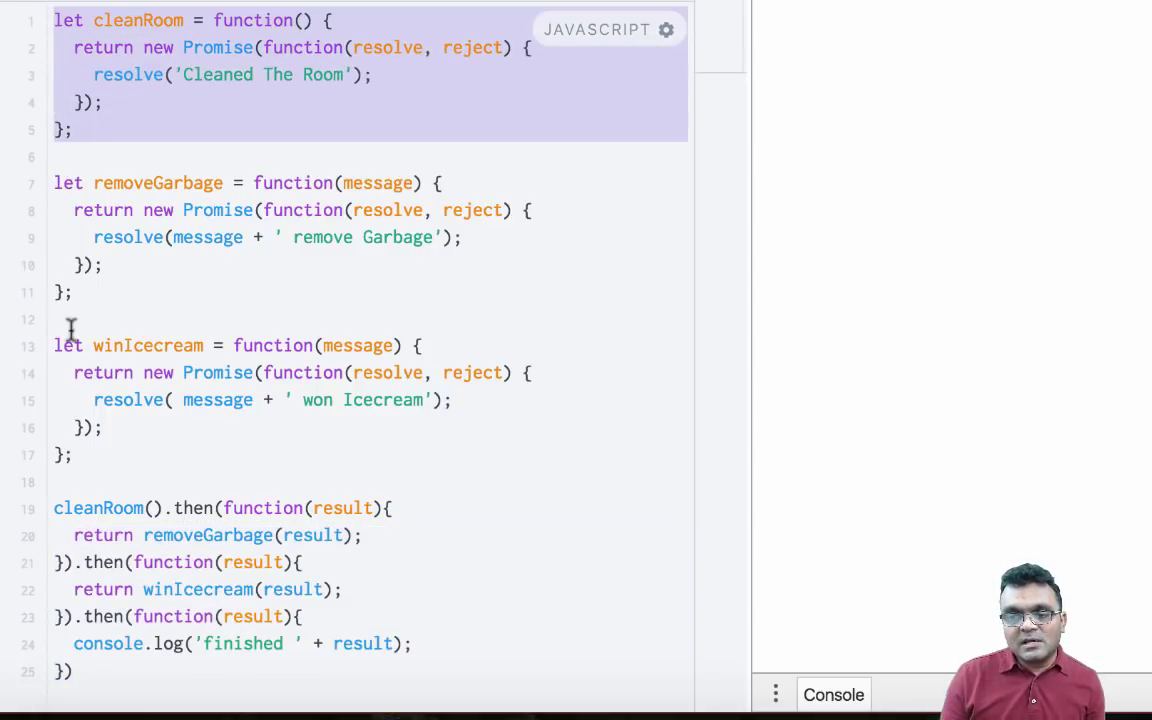 1 let cleanRoom = function() {
JAVASCRIPT
2 return new Promise(function(resolve, reject) {
3 resolve('Cleaned The Room');
4 });
5 };
6
7 let removeGarbage = function(message) {
8 return new Promise(function(resolve, reject) {
9 resolve(message + ' remove Garbage');
10 });
11 };
12
13 let winIcecream = function(message) {
14 return new Promise(function(resolve, reject) {
15 resolve( message + ' won Icecream');
16 });
17 };
18
19 cleanRoom().then(function(result){
20 return removeGarbage(result);
21 }).then(function(result){
22 return winIcecream(result);
23 }).then(function(result){
24 console.log('finished ' + result);
25 })
Console